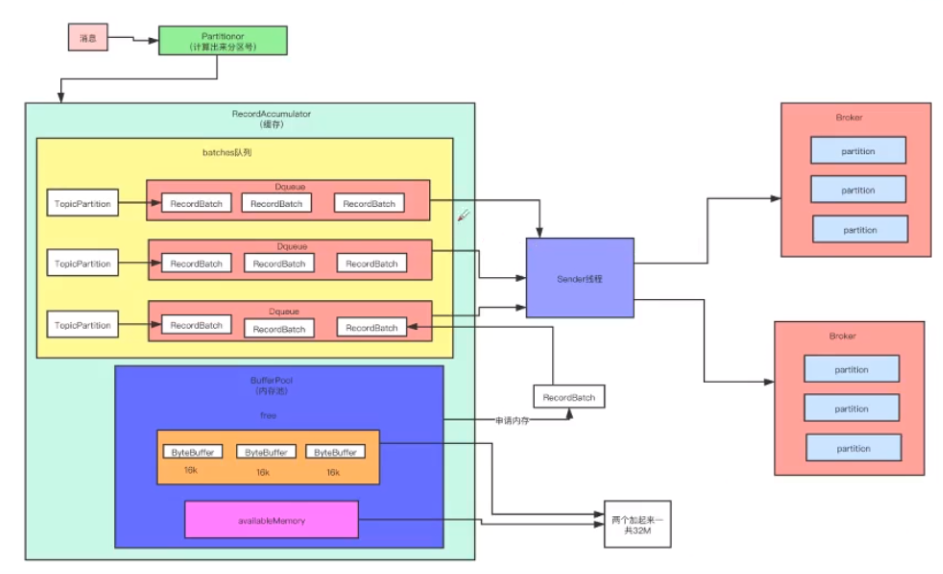 消息
Partitionor
(计算出来分区号)
RecordAccumulator
(缓存)
batches队列
Dqueue
TopicPartition
RecordBatch
RecordBatch
RecordBatch
Dqueue
TopicPartition
RecordBatch
RecordBatch
RecordBatch
Dqueue
TopicPartition
RecordBatch
RecordBatch
RecordBatch
BufferPool
(内存池)
free
ByteBuffer
ByteBuffer
ByteBuffer
16k
16k
16k
availableMemory
申请内存
RecordBatch
两个加起来一
共32M
Sender线程
Broker
partition
partition
partition
Broker
partition
partition
partition